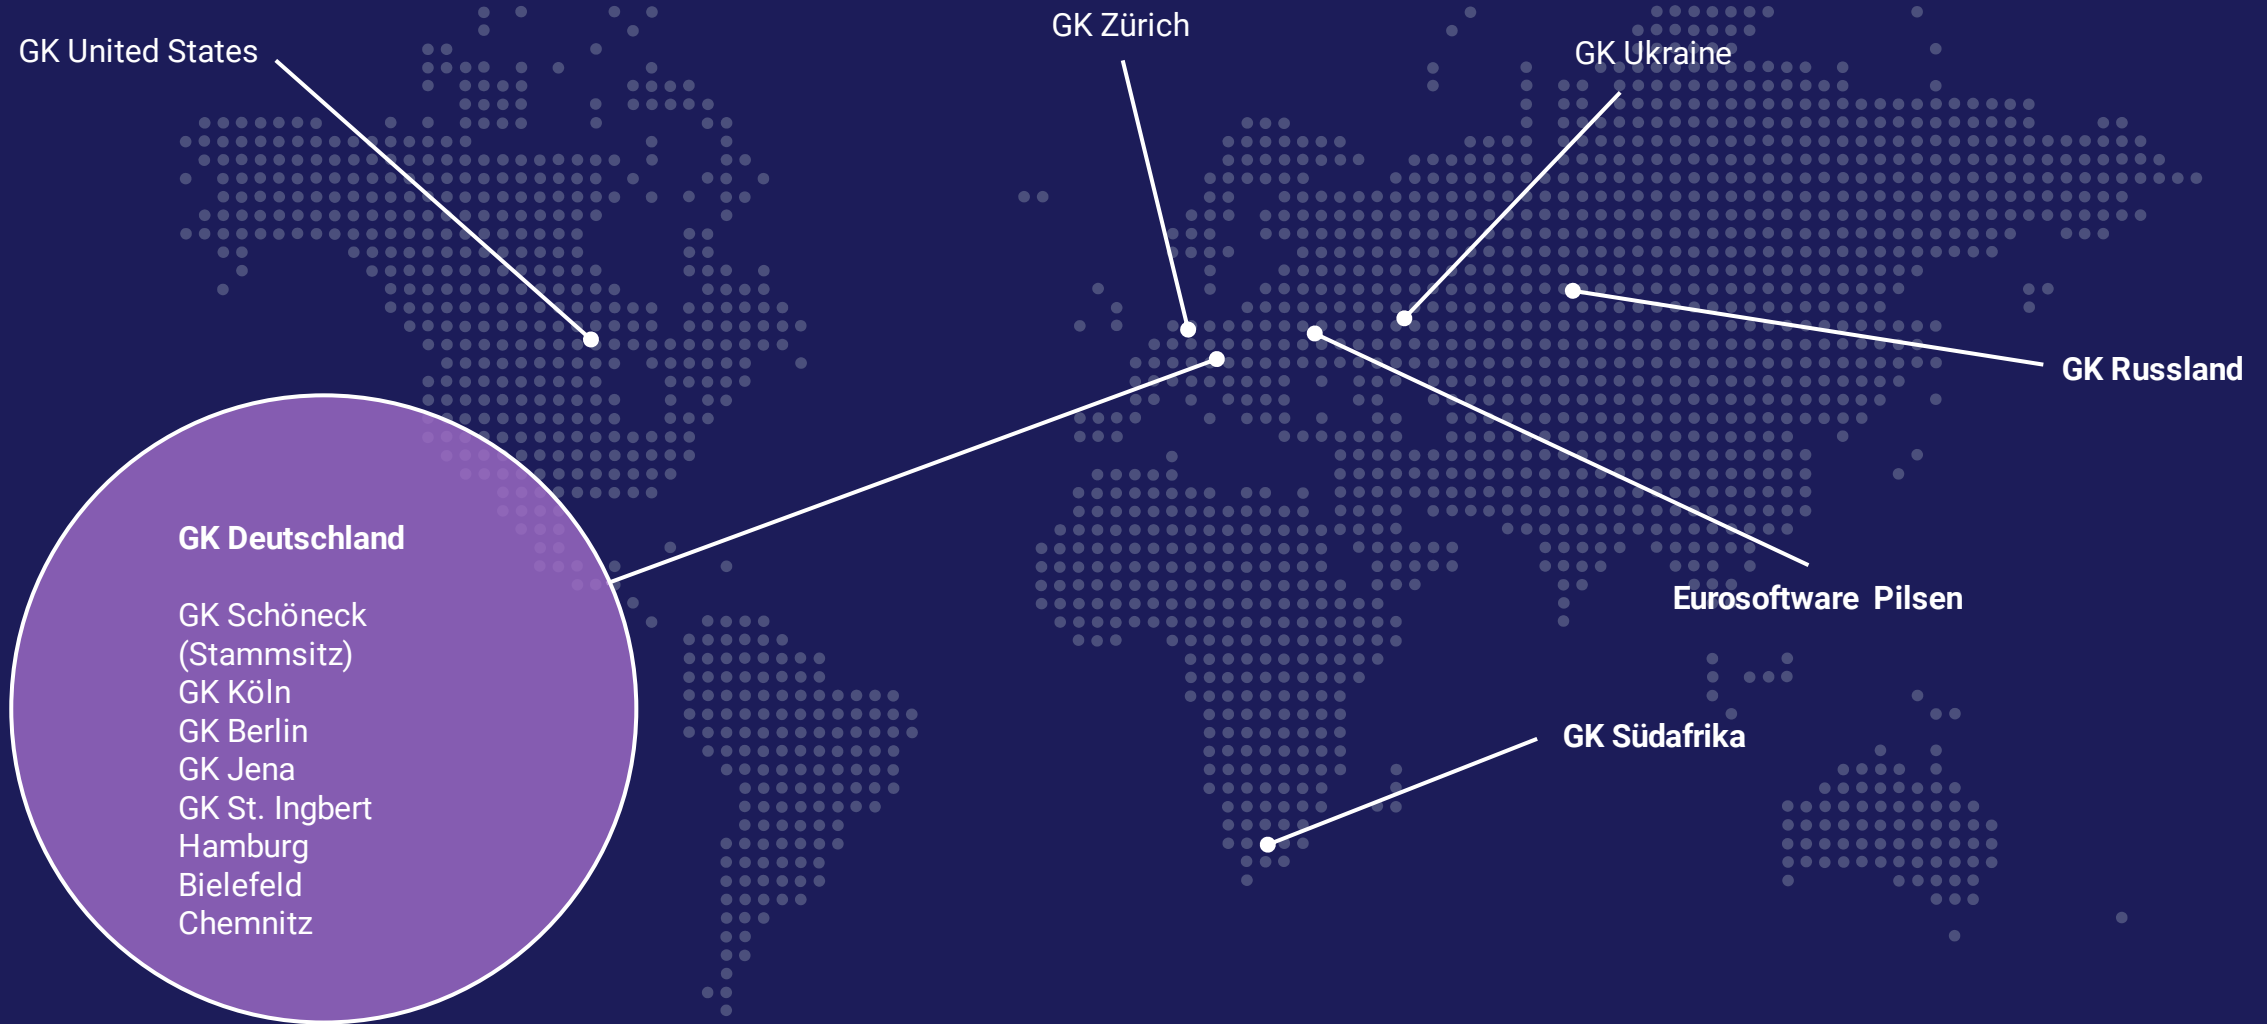 GK United States
GK Zürich
GK Ukraine
GK Russland
GK Deutschland
GK Schöneck
(Stammsitz)
GK Köln
GK Berlin
GK Jena
GK St. Ingbert
Hamburg
Bielefeld
Chemnitz
Eurosoftware  Pilsen
GK Südafrika